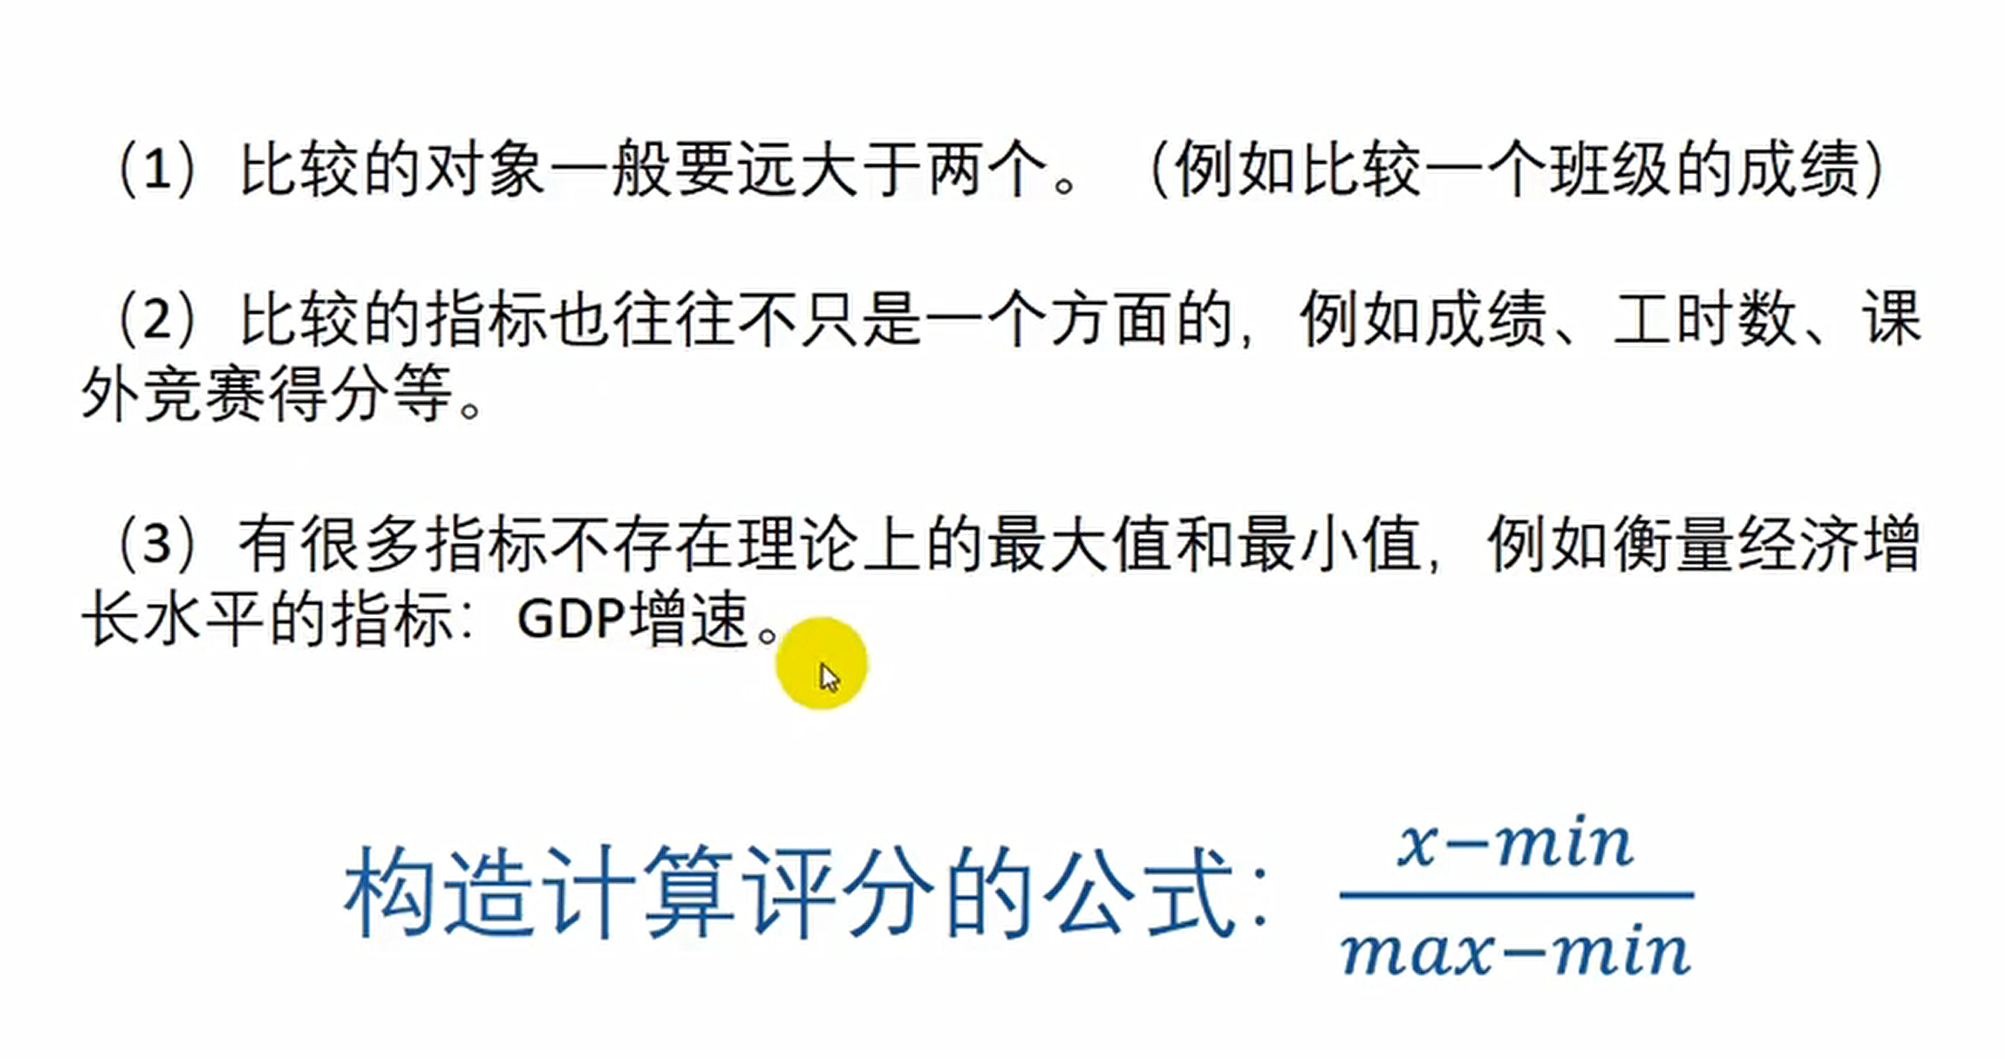 （1）比较的对象一般要远大于两个。（例如比较一个班级的成绩）
（2）比较的指标也往往不只是一个方面的，例如成绩、工时数、课
外竞赛得分等。
（3）有很多指标不存在理论上的最大值和最小值，例如衡量经济增
长水平的指标：GDP增速。
构造计算评分的公式：
x−min
max−min